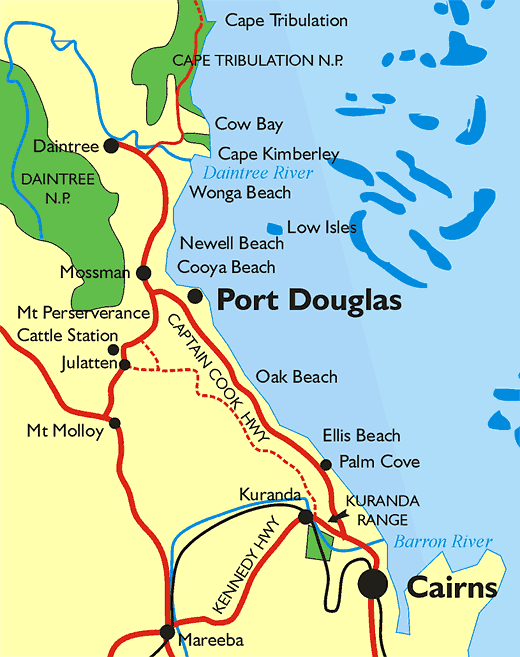 Cape Tribulation
CAPE TRIBULATION N.P.
Cow Bay
Daintree
Cape Kimberley
Daintree River
DAINTREE
N.P.
Wonga Beach
Low Isles
Newell Beach
Mossman
Cooya Beach
Port Douglas
Mt Perserverance
Cattle Station
Julatten
CAPTAIN COOK HWY
Oak Beach
Mt Molloy
Ellis Beach
Palm Cove
Kuranda
KURANDA
RANGE
Barron River
KENNEDY HWY
Cairns
Mareeba